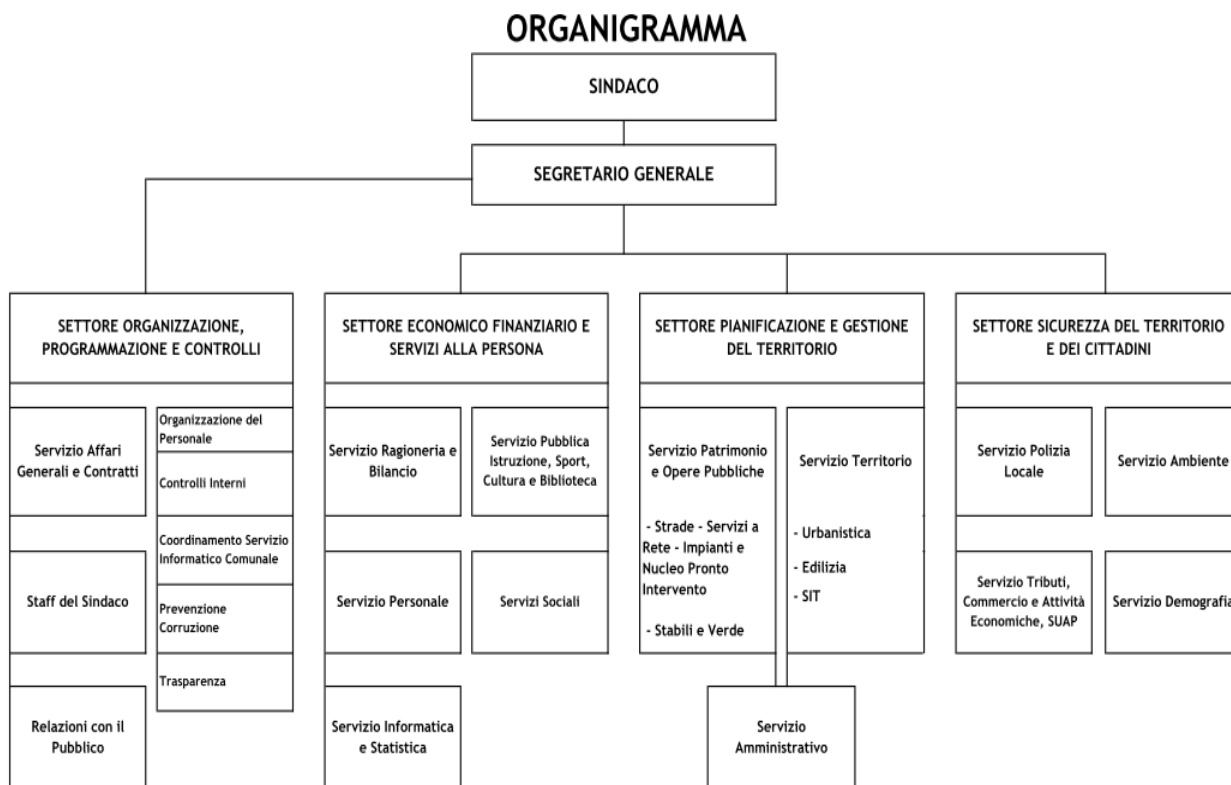 ORGANIGRAMMA
SINDACO
SEGRETARIO GENERALE
SETTORE ORGANIZZAZIONE,
PROGRAMMAZIONE E CONTROLLI
SETTORE ECONOMICO FINANZIARIO E
SERVIZI ALLA PERSONA
SETTORE PIANIFICAZIONE E GESTIONE
DEL TERRITORIO
SETTORE SICUREZZA DEL TERRITORIO
E DEI CITTADINI
Servizio Affari
Generali e Contratti
Staff del Sindaco
Relazioni con il
Pubblico
Organizzazione del
Personale
Controlli Interni
Coordinamento Servizio
Informatico Comunale
Prevenzione
Corruzione
Trasparenza
Servizio Ragioneria e
Bilancio
Servizio Personale
Servizio Informatica
e Statistica
Servizio Pubblica
Istruzione, Sport,
Cultura e Biblioteca
Servizi Sociali
Servizio Patrimonio
e Opere Pubbliche
- Strade - Servizi a
Rete - Impianti e
Nucleo Pronto
Intervento
- Stabili e Verde
Servizio Territorio
- Urbanistica
- Edilizia
- SIT
Servizio
Amministrativo
Servizio Polizia
Locale
Servizio Tributi,
Commercio e Attività
Economiche, SUAP
Servizio Ambiente
Servizio Demografia